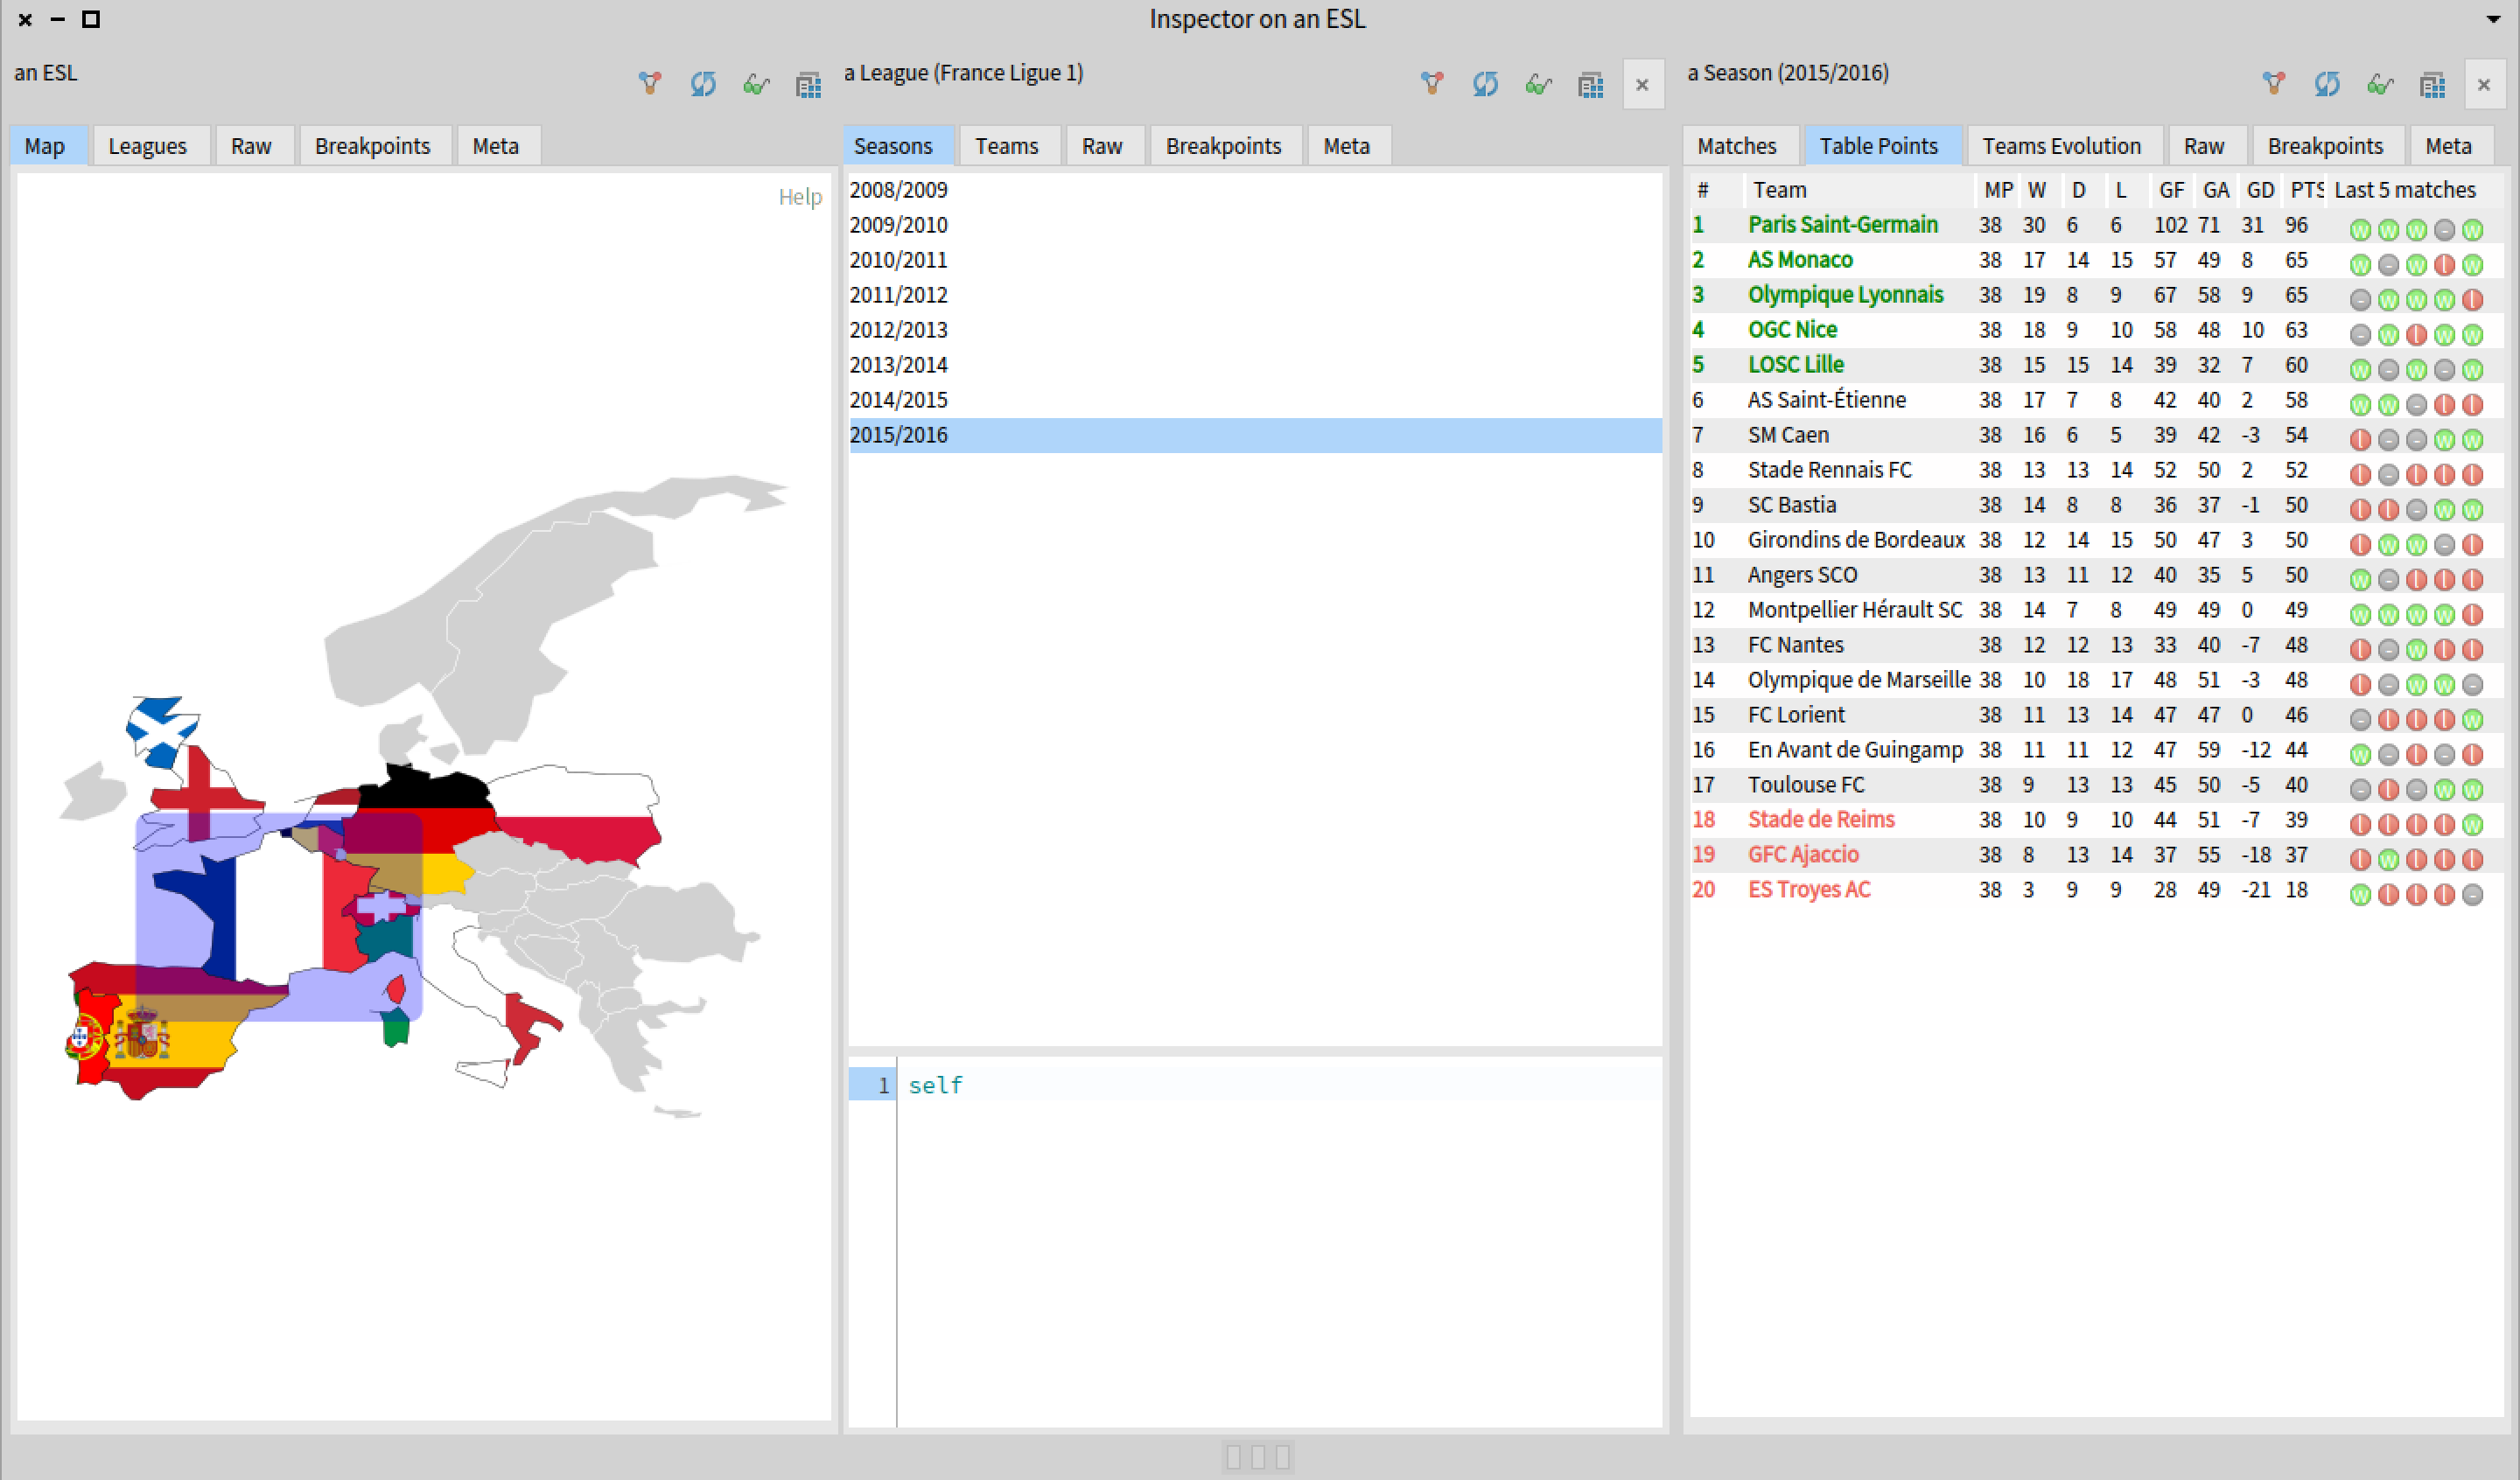 Inspector on an ESL
an ESL
Map Leagues Raw Breakpoints Meta
Help
a League (France Ligue 1)
Seasons Teams Raw Breakpoints Meta
2008/2009
2009/2010
2010/2011
2011/2012
2012/2013
2013/2014
2014/2015
2015/2016
1 self
a Season (2015/2016)
Matches Table Points Teams Evolution Raw Breakpoints Meta
# Team MP W D L GF GA GD PTS Last 5 matches
1 Paris Saint-Germain 38 30 6 6 102 71 31 96 w w w - w
2 AS Monaco 38 17 14 15 57 49 8 65 w - w l w
3 Olympique Lyonnais 38 19 8 9 67 58 9 65 - w w w l
4 OGC Nice 38 18 9 10 58 48 10 63 - w l w w
5 LOSC Lille 38 15 15 14 39 32 7 60 w - w - w
6 AS Saint-Étienne 38 17 7 8 42 40 2 58 w w - l l
7 SM Caen 38 16 6 5 39 42 -3 54 l - - w w
8 Stade Rennais FC 38 13 13 14 52 50 2 52 l - l l l
9 SC Bastia 38 14 8 8 36 37 -1 50 l l - w w
10 Girondins de Bordeaux 38 12 14 15 50 47 3 50 l w w - l
11 Angers SCO 38 13 11 12 40 35 5 50 w - l l l
12 Montpellier Hérault SC 38 14 7 8 49 49 0 49 w w w w l
13 FC Nantes 38 12 12 13 33 40 -7 48 l - w l l
14 Olympique de Marseille 38 10 18 17 48 51 -3 48 l - w w -
15 FC Lorient 38 11 13 14 47 47 0 46 - l l l w
16 En Avant de Guingamp 38 11 11 12 47 59 -12 44 w - l - l
17 Toulouse FC 38 9 13 13 45 50 -5 40 - l - w w
18 Stade de Reims 38 10 9 10 44 51 -7 39 l l l l w
19 GFC Ajaccio 38 8 13 14 37 55 -18 37 l w l l l
20 ES Troyes AC 38 3 9 9 28 49 -21 18 w l l l -